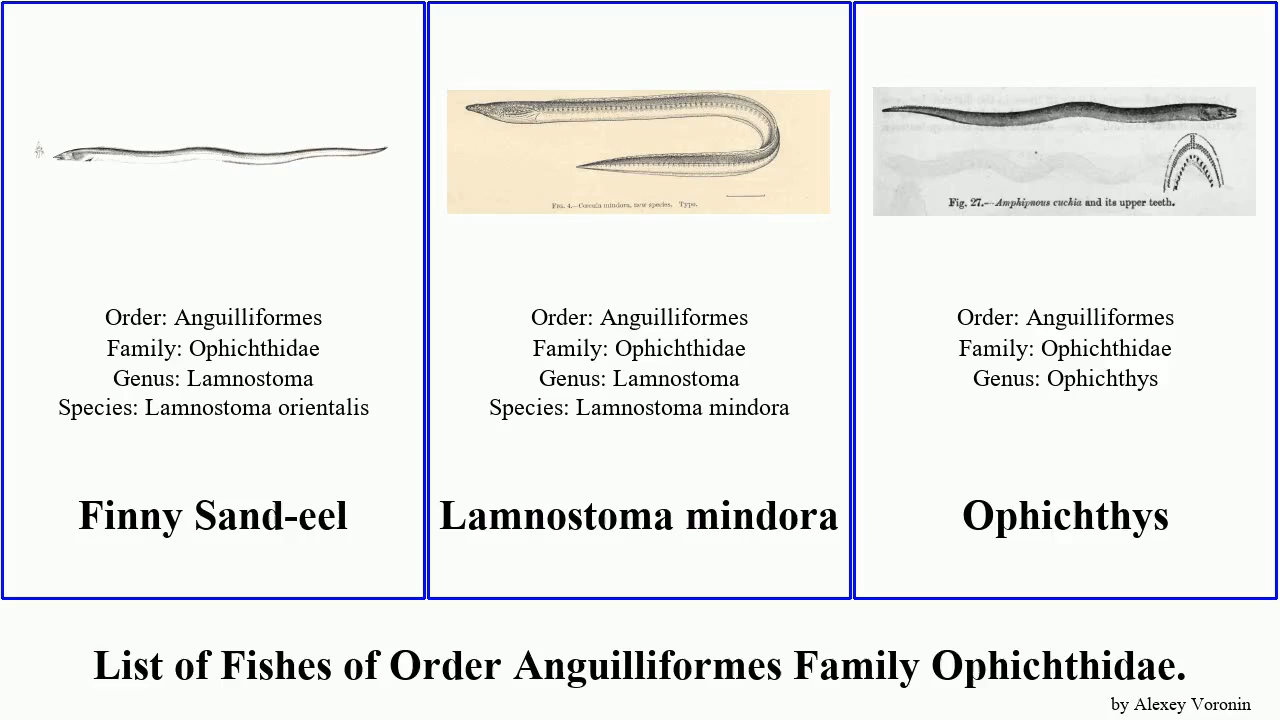 Fig. 4.—Cœcula mindora, new species. Type.
Fig. 27.—Amphipnous cuchia and its upper teeth.
Order: Anguilliformes
Family: Ophichthidae
Genus: Lamnostoma
Species: Lamnostoma orientalis
Finny Sand-eel
Order: Anguilliformes
Family: Ophichthidae
Genus: Lamnostoma
Species: Lamnostoma mindora
Lamnostoma mindora
Order: Anguilliformes
Family: Ophichthidae
Genus: Ophichthys
Ophichthys
List of Fishes of Order Anguilliformes Family Ophichthidae.
by Alexey Voronin